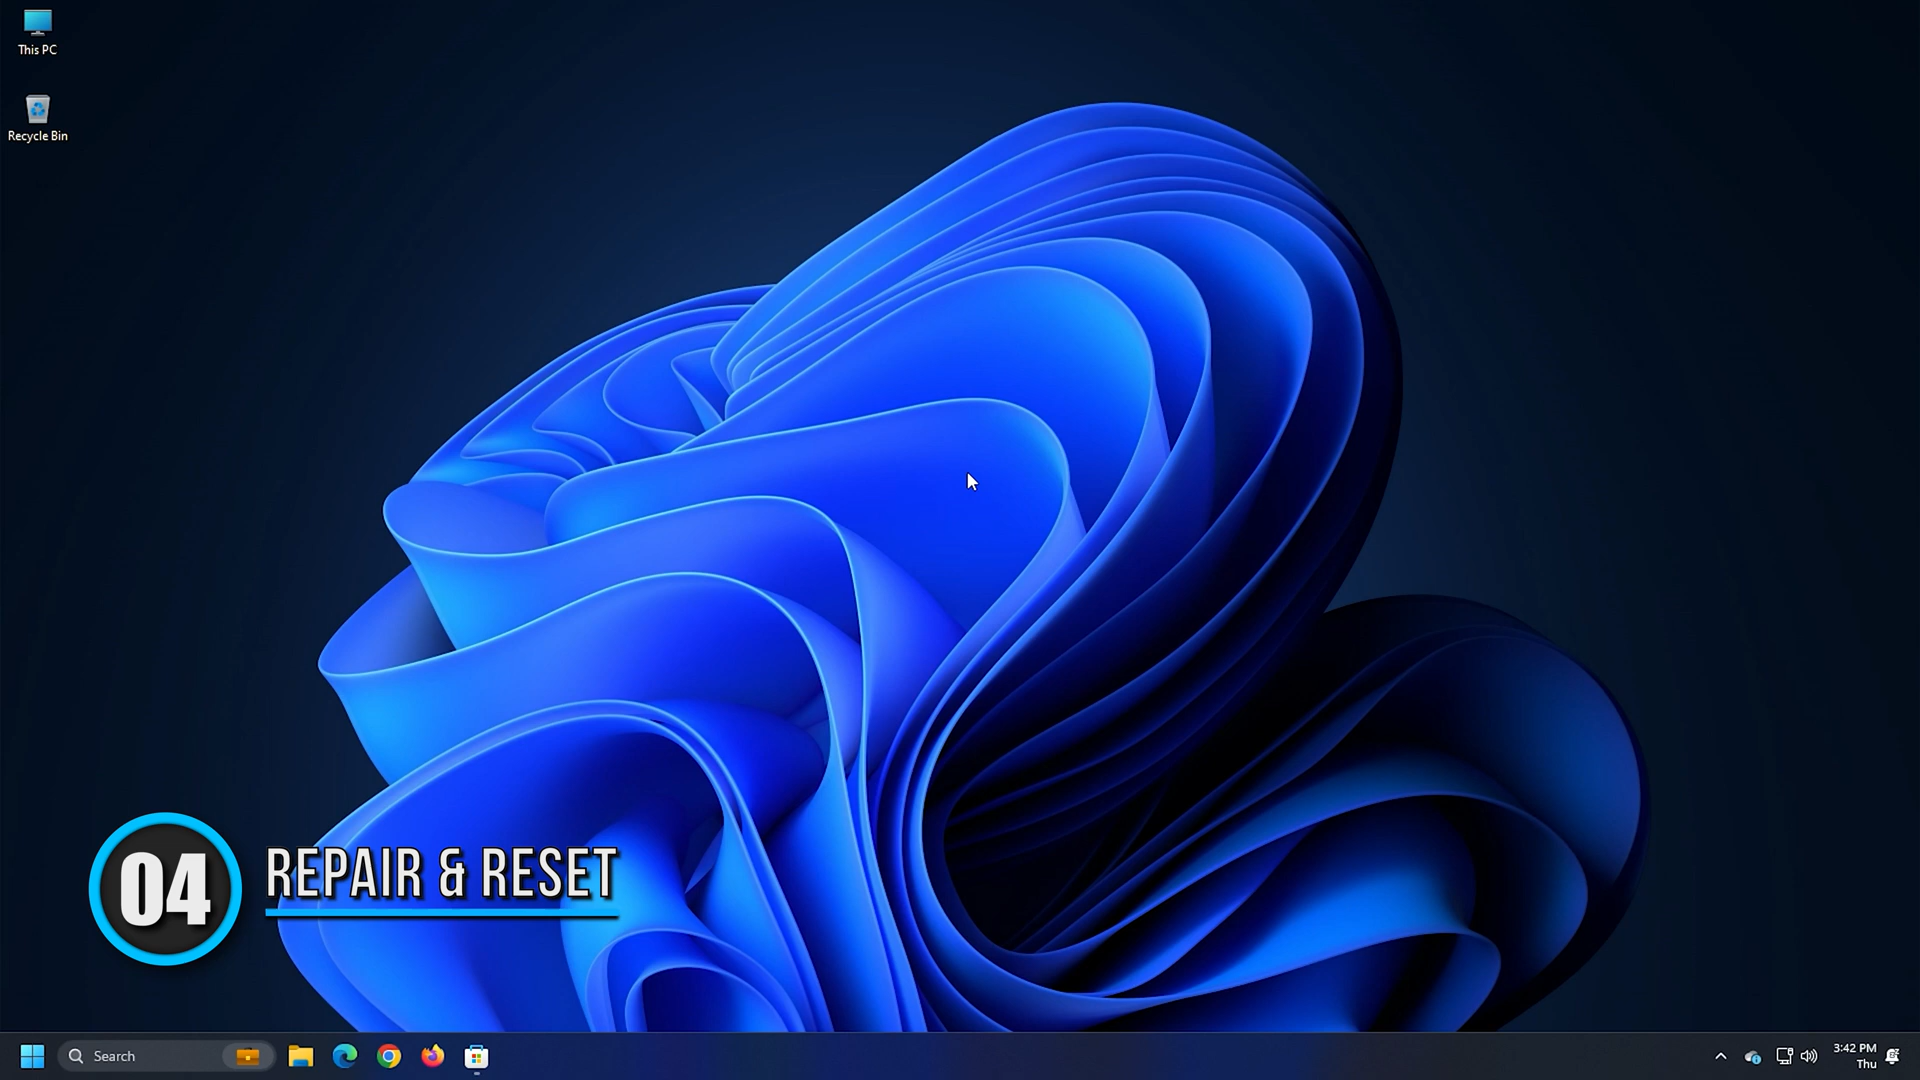 This PC
Recycle Bin
04
REPAIR & RESET
Search
3:42 PM
Thu